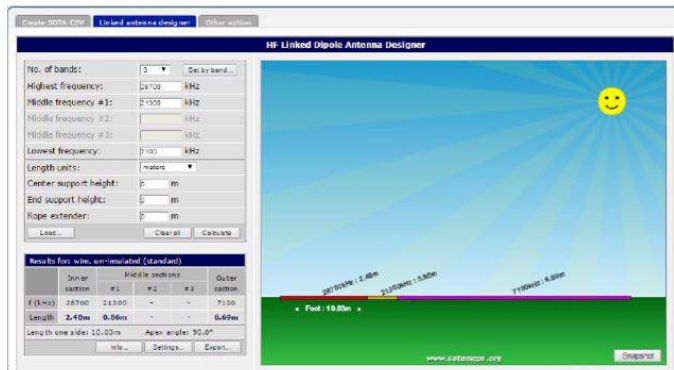 Create SOTA CSV Linked antenna designer Other option
HF Linked Dipole Antenna Designer
No. of bands: 3 Set by band...
Highest frequency: 28700 kHz
Middle frequency #1: 21300 kHz
Middle frequency #2: kHz
Middle frequency #3: kHz
Lowest frequency: 7100 kHz
Length units: meters
Center support height: 0 m
End support height: 0 m
Rope extender: 0 m
Load... Clear all Calculate
Results for: wire, un-insulated (standard)
Inner section Middle sections Outer section
#1 #2 #3
f (kHz) 28700 21300 - - 7100
Length 2.48m 0.86m - - 6.69m
Length one side: 10.03m Apex angle: 90.0°
Info... Settings... Export...
28700kHz : 2.48m
7100kHz : 6.69m
« Foot : 10.03m »
www.sotamaps.org
Snapshot